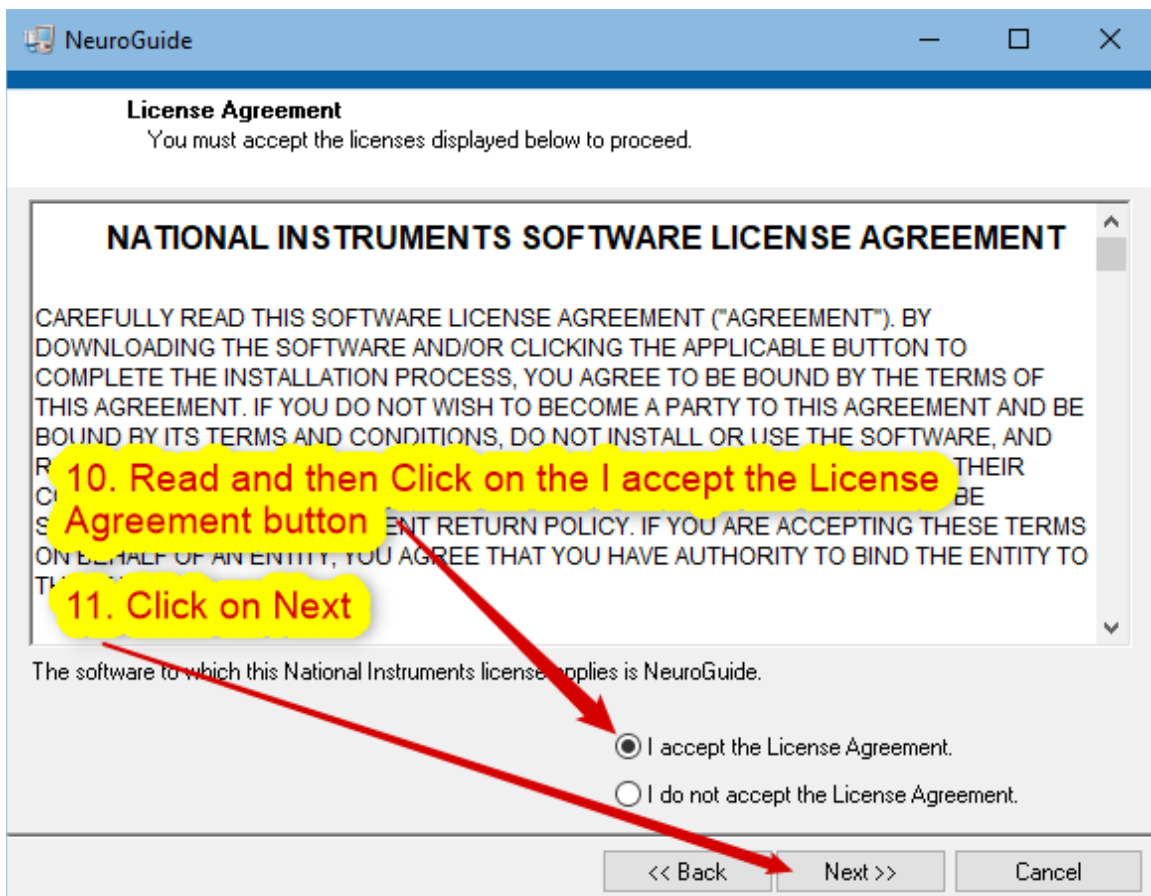 NeuroGuide
License Agreement
You must accept the licenses displayed below to proceed.
NATIONAL INSTRUMENTS SOFTWARE LICENSE AGREEMENT
CAREFULLY READ THIS SOFTWARE LICENSE AGREEMENT ("AGREEMENT"). BY
DOWNLOADING THE SOFTWARE AND/OR CLICKING THE APPLICABLE BUTTON TO
COMPLETE THE INSTALLATION PROCESS, YOU AGREE TO BE BOUND BY THE TERMS OF
THIS AGREEMENT. IF YOU DO NOT WISH TO BECOME A PARTY TO THIS AGREEMENT AND BE
BOUND BY ITS TERMS AND CONDITIONS, DO NOT INSTALL OR USE THE SOFTWARE, AND
THEIR
BE
RETURN POLICY. IF YOU ARE ACCEPTING THESE TERMS
ON BEHALF OF AN ENTITY, YOU AGREE THAT YOU HAVE AUTHORITY TO BIND THE ENTITY TO
10. Read and then Click on the I accept the License
Agreement button
11. Click on Next
The software to which this National Instruments license applies is NeuroGuide.
I accept the License Agreement.
I do not accept the License Agreement.
<< Back
Next >>
Cancel